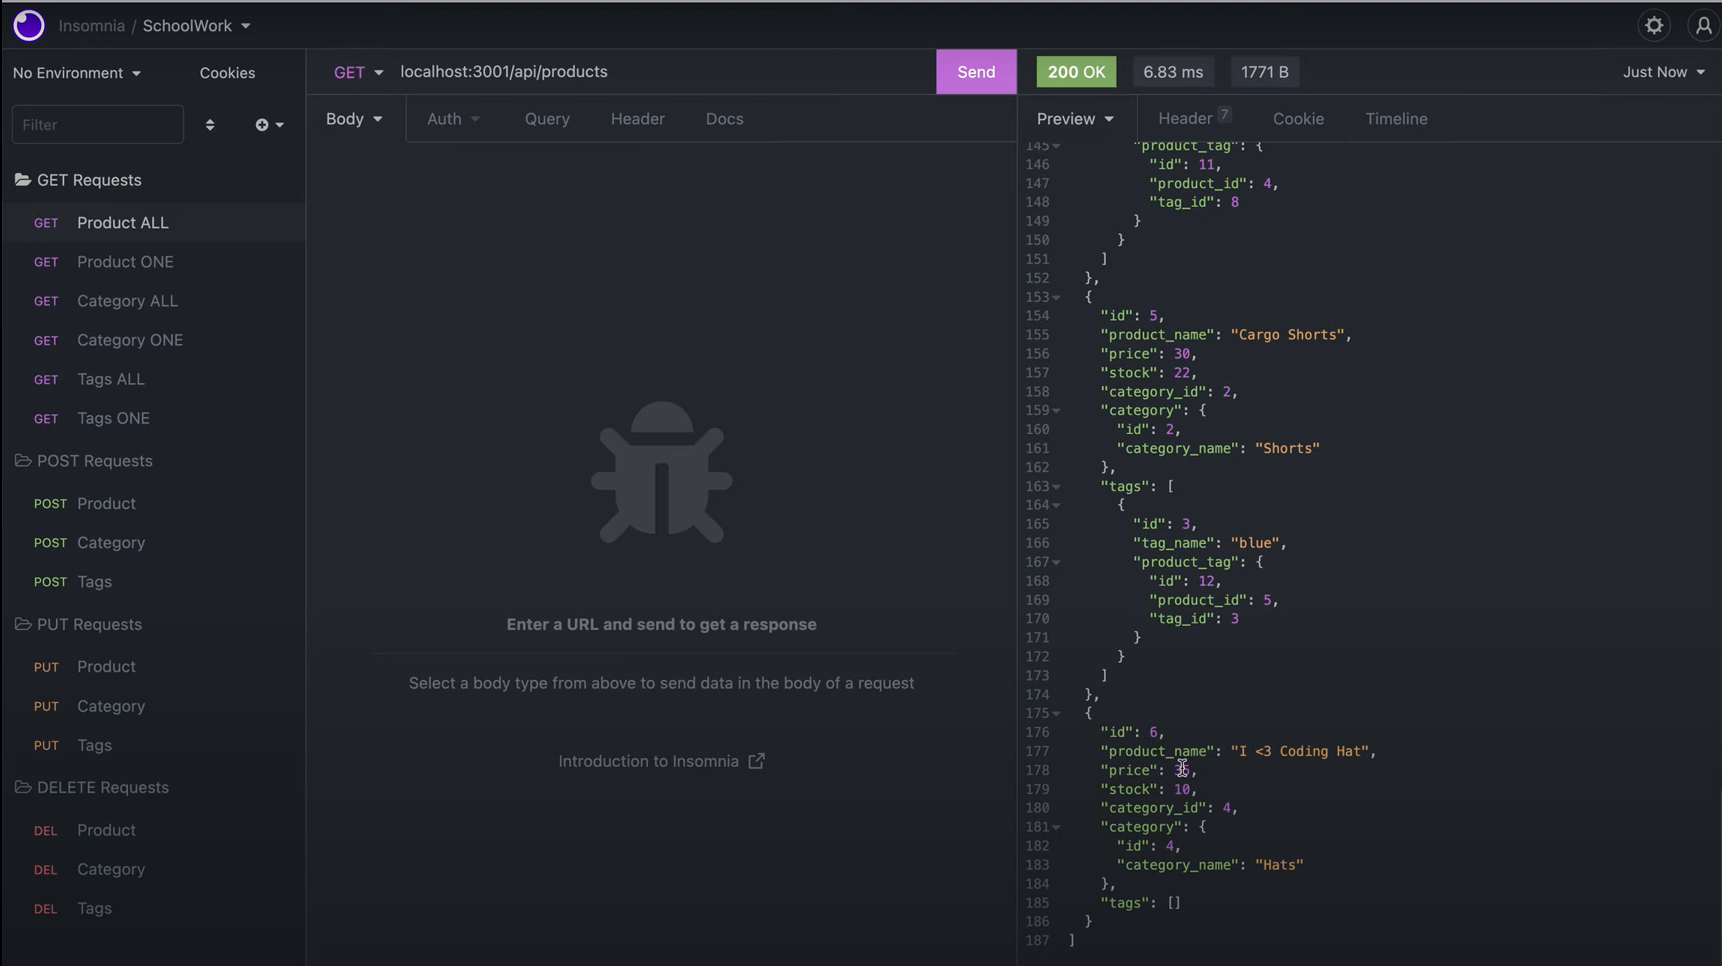 Insomnia / SchoolWork
No Environment
Cookies
GET
localhost:3001/api/products
Send
200 OK
6.83 ms
1771 B
Just Now
Filter
Body
Auth
Query
Header
Docs
Preview
Header 7
Cookie
Timeline
GET Requests
GET Product ALL
GET Product ONE
GET Category ALL
GET Category ONE
GET Tags ALL
GET Tags ONE
POST Requests
POST Product
POST Category
POST Tags
PUT Requests
PUT Product
PUT Category
PUT Tags
DELETE Requests
DEL Product
DEL Category
DEL Tags
Enter a URL and send to get a response
Select a body type from above to send data in the body of a request
Introduction to Insomnia
145 "product_tag": {
146 "id": 11,
147 "product_id": 4,
148 "tag_id": 8
149 }
150 }
151 ]
152 },
153 {
154 "id": 5,
155 "product_name": "Cargo Shorts",
156 "price": 30,
157 "stock": 22,
158 "category_id": 2,
159 "category": {
160 "id": 2,
161 "category_name": "Shorts"
162 },
163 "tags": [
164 {
165 "id": 3,
166 "tag_name": "blue",
167 "product_tag": {
168 "id": 12,
169 "product_id": 5,
170 "tag_id": 3
171 }
172 }
173 ]
174 },
175 {
176 "id": 6,
177 "product_name": "I <3 Coding Hat",
178 "price":
179 "stock": 10,
180 "category_id": 4,
181 "category": {
182 "id": 4,
183 "category_name": "Hats"
184 },
185 "tags": []
186 }
187 ]